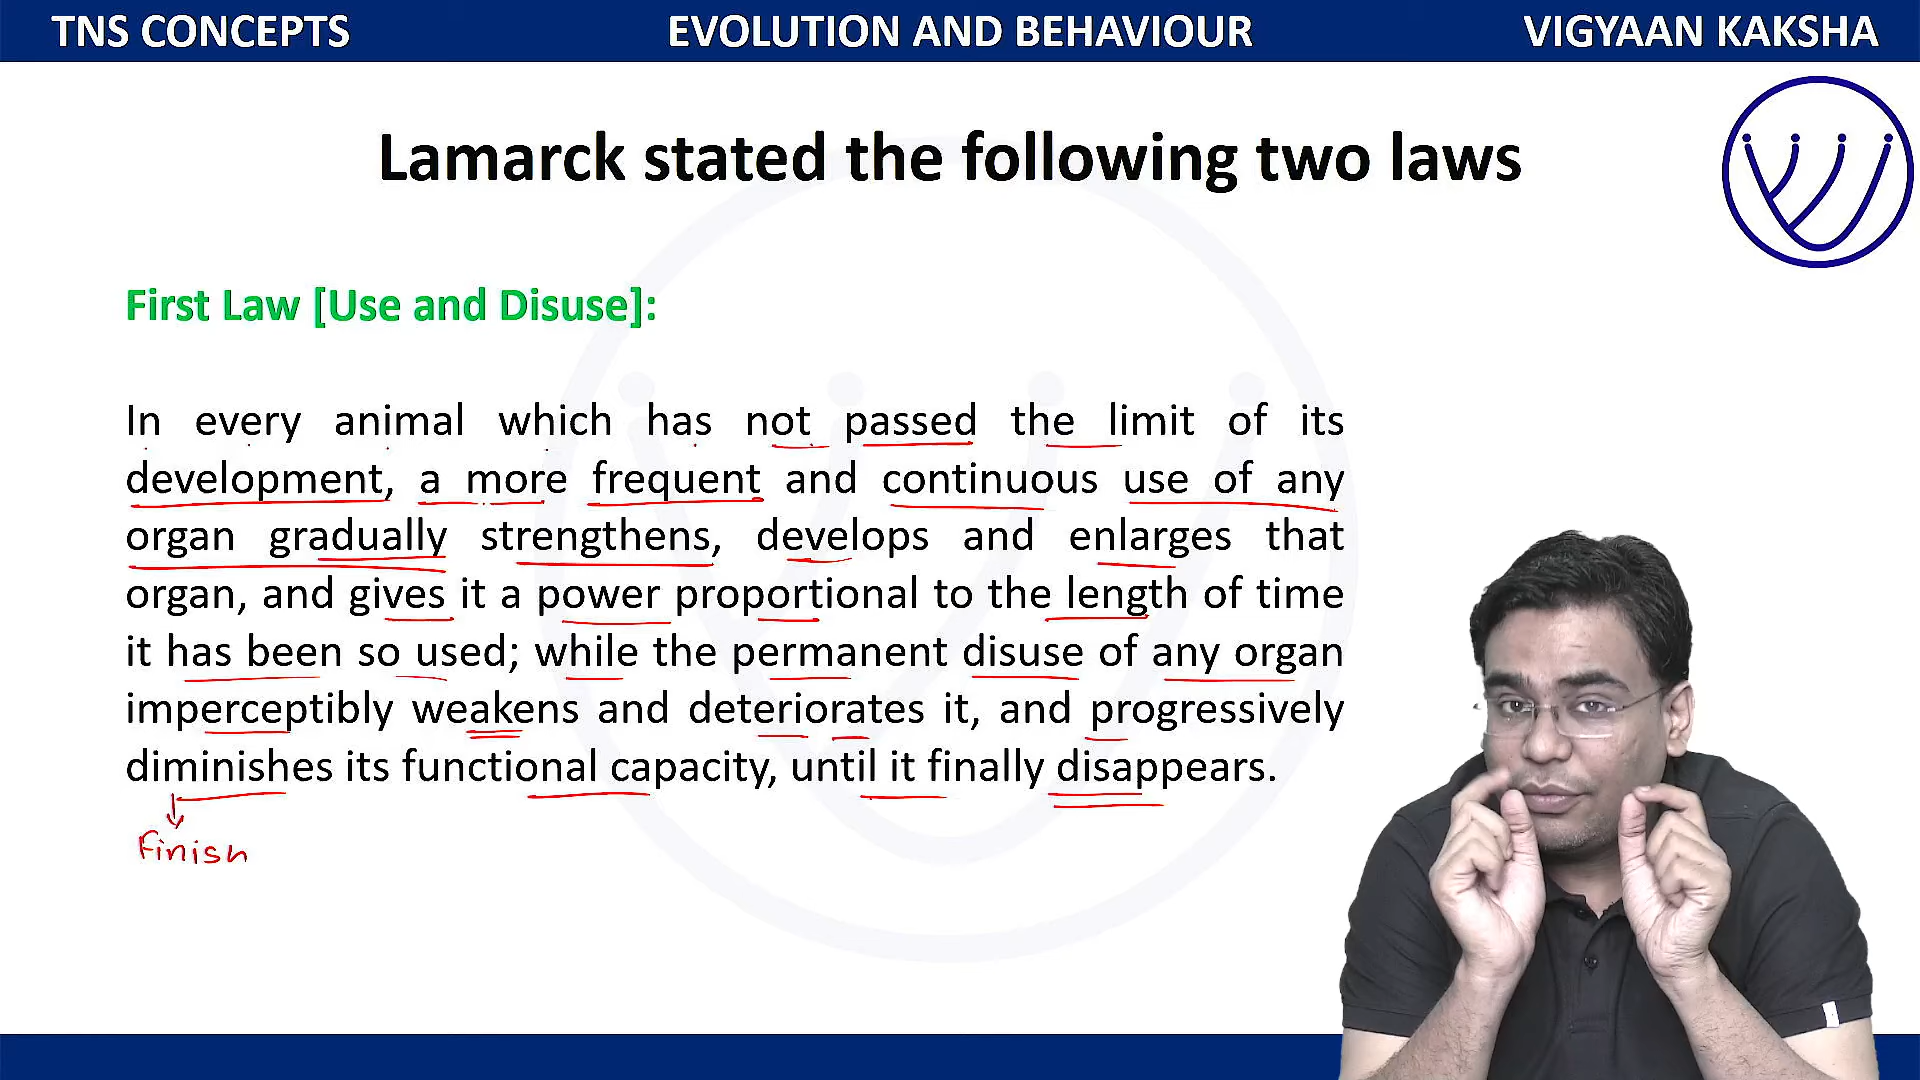 TNS CONCEPTS EVOLUTION AND BEHAVIOUR VIGYAAN KAKSHA
Lamarck stated the following two laws
First Law [Use and Disuse]:
In every animal which has not passed the limit of its
development, a more frequent and continuous use of any
organ gradually strengthens, develops and enlarges that
organ, and gives it a power proportional to the length of time
it has been so used; while the permanent disuse of any organ
imperceptibly weakens and deteriorates it, and progressively
diminishes its functional capacity, until it finally disappears.
Finish